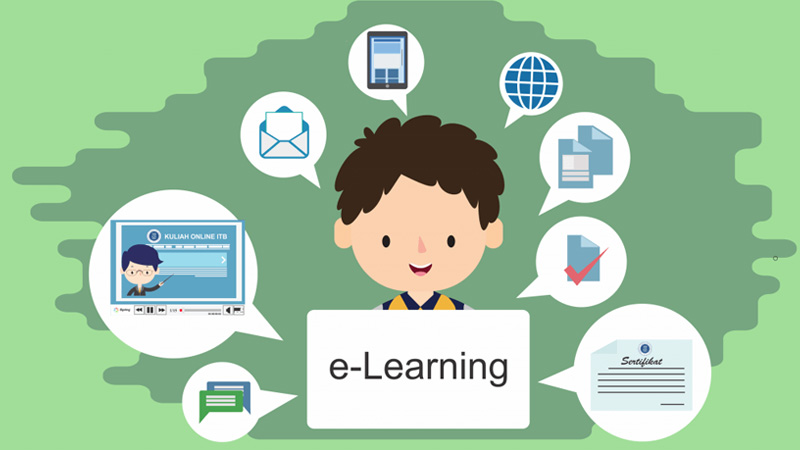 KULIAH ONLINE ITB
e-Learning
Sertifikat